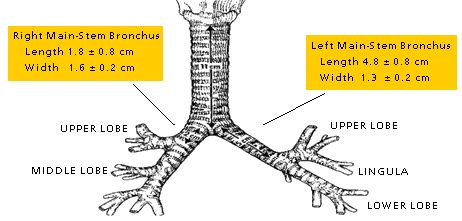 Right Main-Stem Bronchus
Length 1.8 ± 0.8 cm
Width 1.6 ± 0.2 cm
Left Main-Stem Bronchus
Length 4.8 ± 0.8 cm
Width 1.3 ± 0.2 cm
UPPER LOBE
UPPER LOBE
MIDDLE LOBE
LINGULA
LOWER LOBE